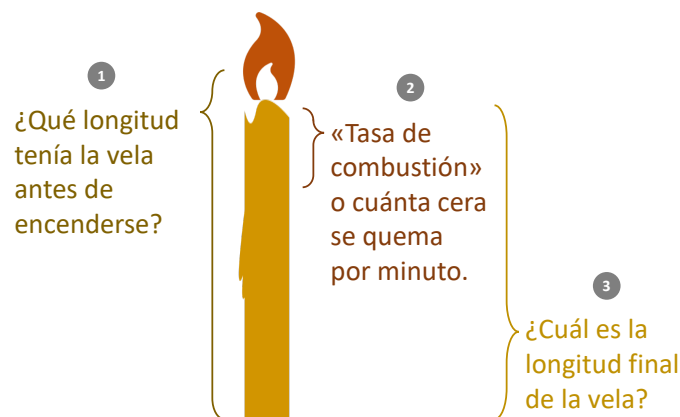 1
¿Qué longitud
tenía la vela
antes de
encenderse?
2
«Tasa de
combustión»
o cuánta cera
se quema
por minuto.
3
¿Cuál es la
longitud final
de la vela?